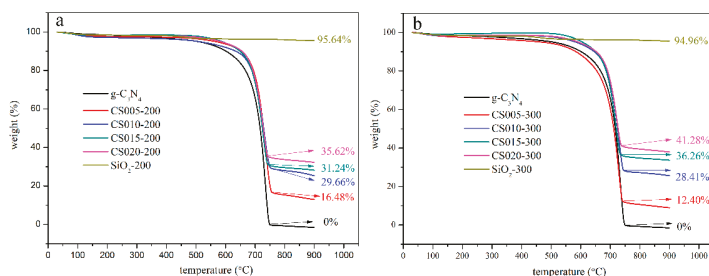 a
100
80
60
40
20
0
weight (%)
0 100 200 300 400 500 600 700 800 900 1000
temperature (°C)
g-C₃N₄
CS005-200
CS010-200
CS015-200
CS020-200
SiO₂-200
95.64%
35.62%
31.24%
29.66%
16.48%
0%
b
100
80
60
40
20
0
weight (%)
0 100 200 300 400 500 600 700 800 900 1000
temperature (°C)
g-C₃N₄
CS005-300
CS010-300
CS015-300
CS020-300
SiO₂-300
94.96%
41.28%
36.26%
28.41%
12.40%
0%